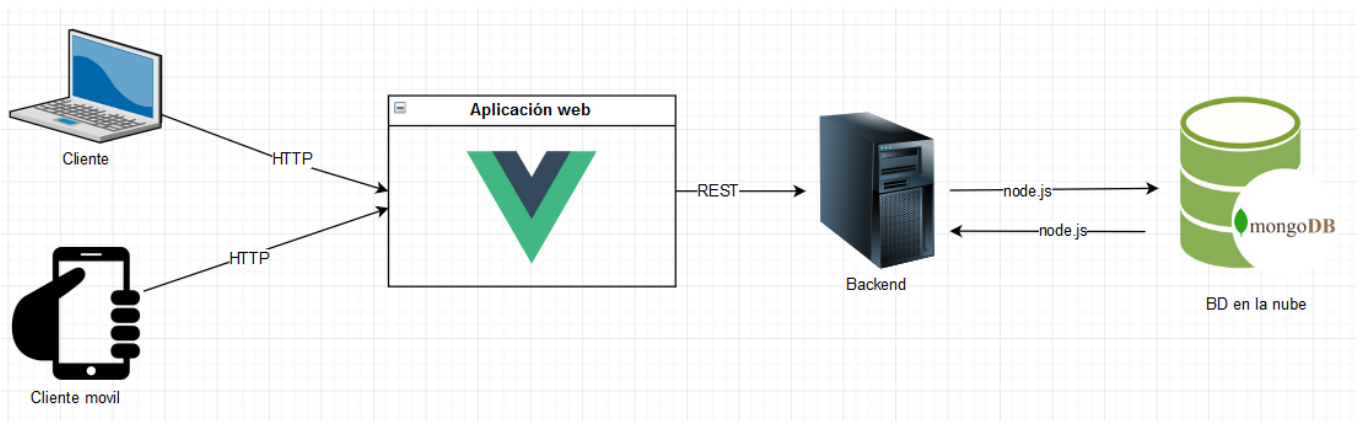 Aplicación web
Cliente
HTTP
REST
node.js
node.js
mongoDB
HTTP
Backend
BD en la nube
Cliente movil